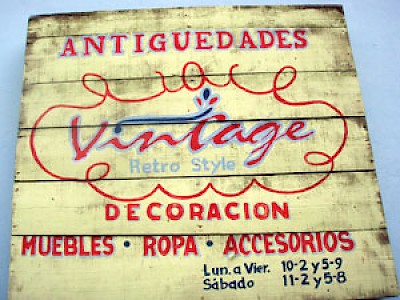 ANTIGUEDADES
Vintage
Retro Style
DECORACION
MUEBLES • ROPA • ACCESORIOS
Lun. a Vier. 10-2 y 5-9
Sábado 11-2 y 5-8